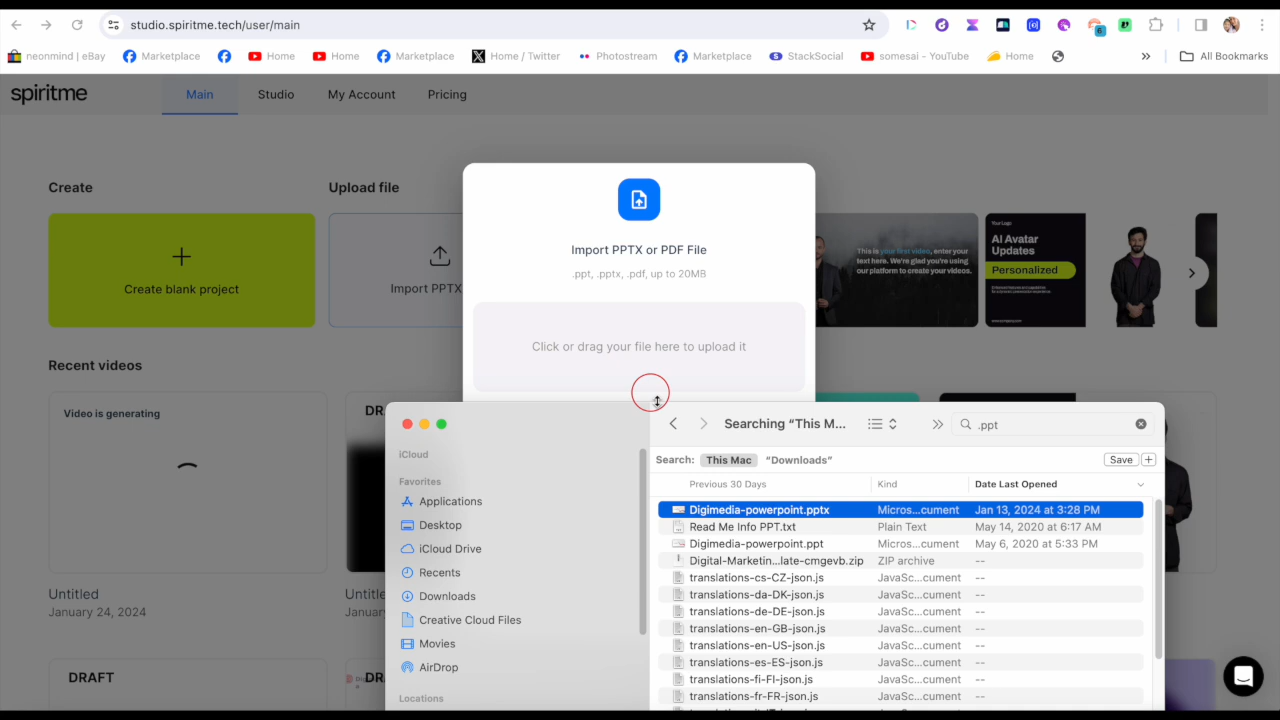 studio.spiritme.tech/user/main
neonmind | eBay
Marketplace
Home
Home
Marketplace
Home / Twitter
Photostream
Marketplace
StackSocial
somesai - YouTube
Home
All Bookmarks
spiritme
Main
Studio
My Account
Pricing
Create
Upload file
Create blank project
Import PPTX
Import PPTX or PDF File
.ppt, .pptx, .pdf, up to 20MB
Click or drag your file here to upload it
This is your first video, enter your
text here. We're glad you're using
our platform to create your videos.
Your Logo
AI Avatar
Updates
Personalized
Recent videos
Video is generating
Untitled
January 24, 2024
DRAFT
Searching “This M...
.ppt
Search:
This Mac
“Downloads”
Save
Previous 30 Days
Kind
Date Last Opened
Digimedia-powerpoint.pptx
Micros...cument
Jan 13, 2024 at 3:28 PM
Read Me Info PPT.txt
Plain Text
May 14, 2020 at 6:17 AM
Digimedia-powerpoint.ppt
Micros...cument
May 6, 2020 at 5:33 PM
Digital-Marketin...late-cmgevb.zip
ZIP archive
--
translations-cs-CZ-json.js
JavaSc...cument
--
translations-da-DK-json.js
JavaSc...cument
--
translations-de-DE-json.js
JavaSc...cument
--
translations-en-GB-json.js
JavaSc...cument
--
translations-en-US-json.js
JavaSc...cument
--
translations-es-ES-json.js
JavaSc...cument
--
translations-fi-FI-json.js
JavaSc...cument
--
translations-fr-FR-json.js
JavaSc...cument
--
iCloud
Favorites
Applications
Desktop
iCloud Drive
Recents
Downloads
Creative Cloud Files
Movies
AirDrop
Locations